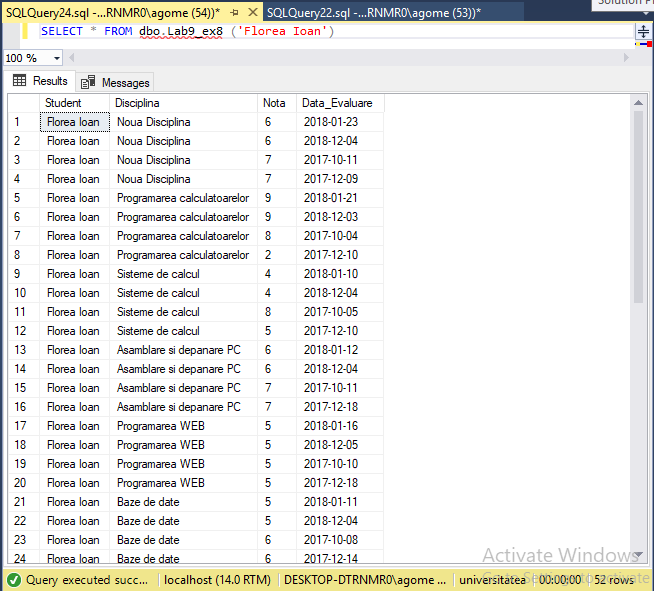 SQLQuery24.sql -...RNMR0\agome (54))* SQLQuery22.sql -...RNMR0\agome (53))*
SELECT * FROM dbo.Lab9_ex8 ('Florea Ioan')
100 %
Results Messages
Student Disciplina Nota Data_Evaluare
1 Florea Ioan Noua Disciplina 6 2018-01-23
2 Florea Ioan Noua Disciplina 6 2018-12-04
3 Florea Ioan Noua Disciplina 7 2017-10-11
4 Florea Ioan Noua Disciplina 7 2017-12-09
5 Florea Ioan Programarea calculatoarelor 9 2018-01-21
6 Florea Ioan Programarea calculatoarelor 9 2018-12-03
7 Florea Ioan Programarea calculatoarelor 8 2017-10-04
8 Florea Ioan Programarea calculatoarelor 2 2017-12-10
9 Florea Ioan Sisteme de calcul 4 2018-01-10
10 Florea Ioan Sisteme de calcul 4 2018-12-04
11 Florea Ioan Sisteme de calcul 8 2017-10-05
12 Florea Ioan Sisteme de calcul 5 2017-12-10
13 Florea Ioan Asamblare si depanare PC 6 2018-01-12
14 Florea Ioan Asamblare si depanare PC 6 2018-12-04
15 Florea Ioan Asamblare si depanare PC 7 2017-10-11
16 Florea Ioan Asamblare si depanare PC 7 2017-12-18
17 Florea Ioan Programarea WEB 5 2018-01-16
18 Florea Ioan Programarea WEB 5 2018-12-05
19 Florea Ioan Programarea WEB 5 2017-10-10
20 Florea Ioan Programarea WEB 5 2017-12-18
21 Florea Ioan Baze de date 5 2018-01-11
22 Florea Ioan Baze de date 5 2018-12-04
23 Florea Ioan Baze de date 6 2017-10-08
24 Florea Ioan Baze de date 6 2017-12-14
Activate Windows
Query executed succ... localhost (14.0 RTM) DESKTOP-DTRNMR0\agome ... universitatea 00:00:00 52 rows